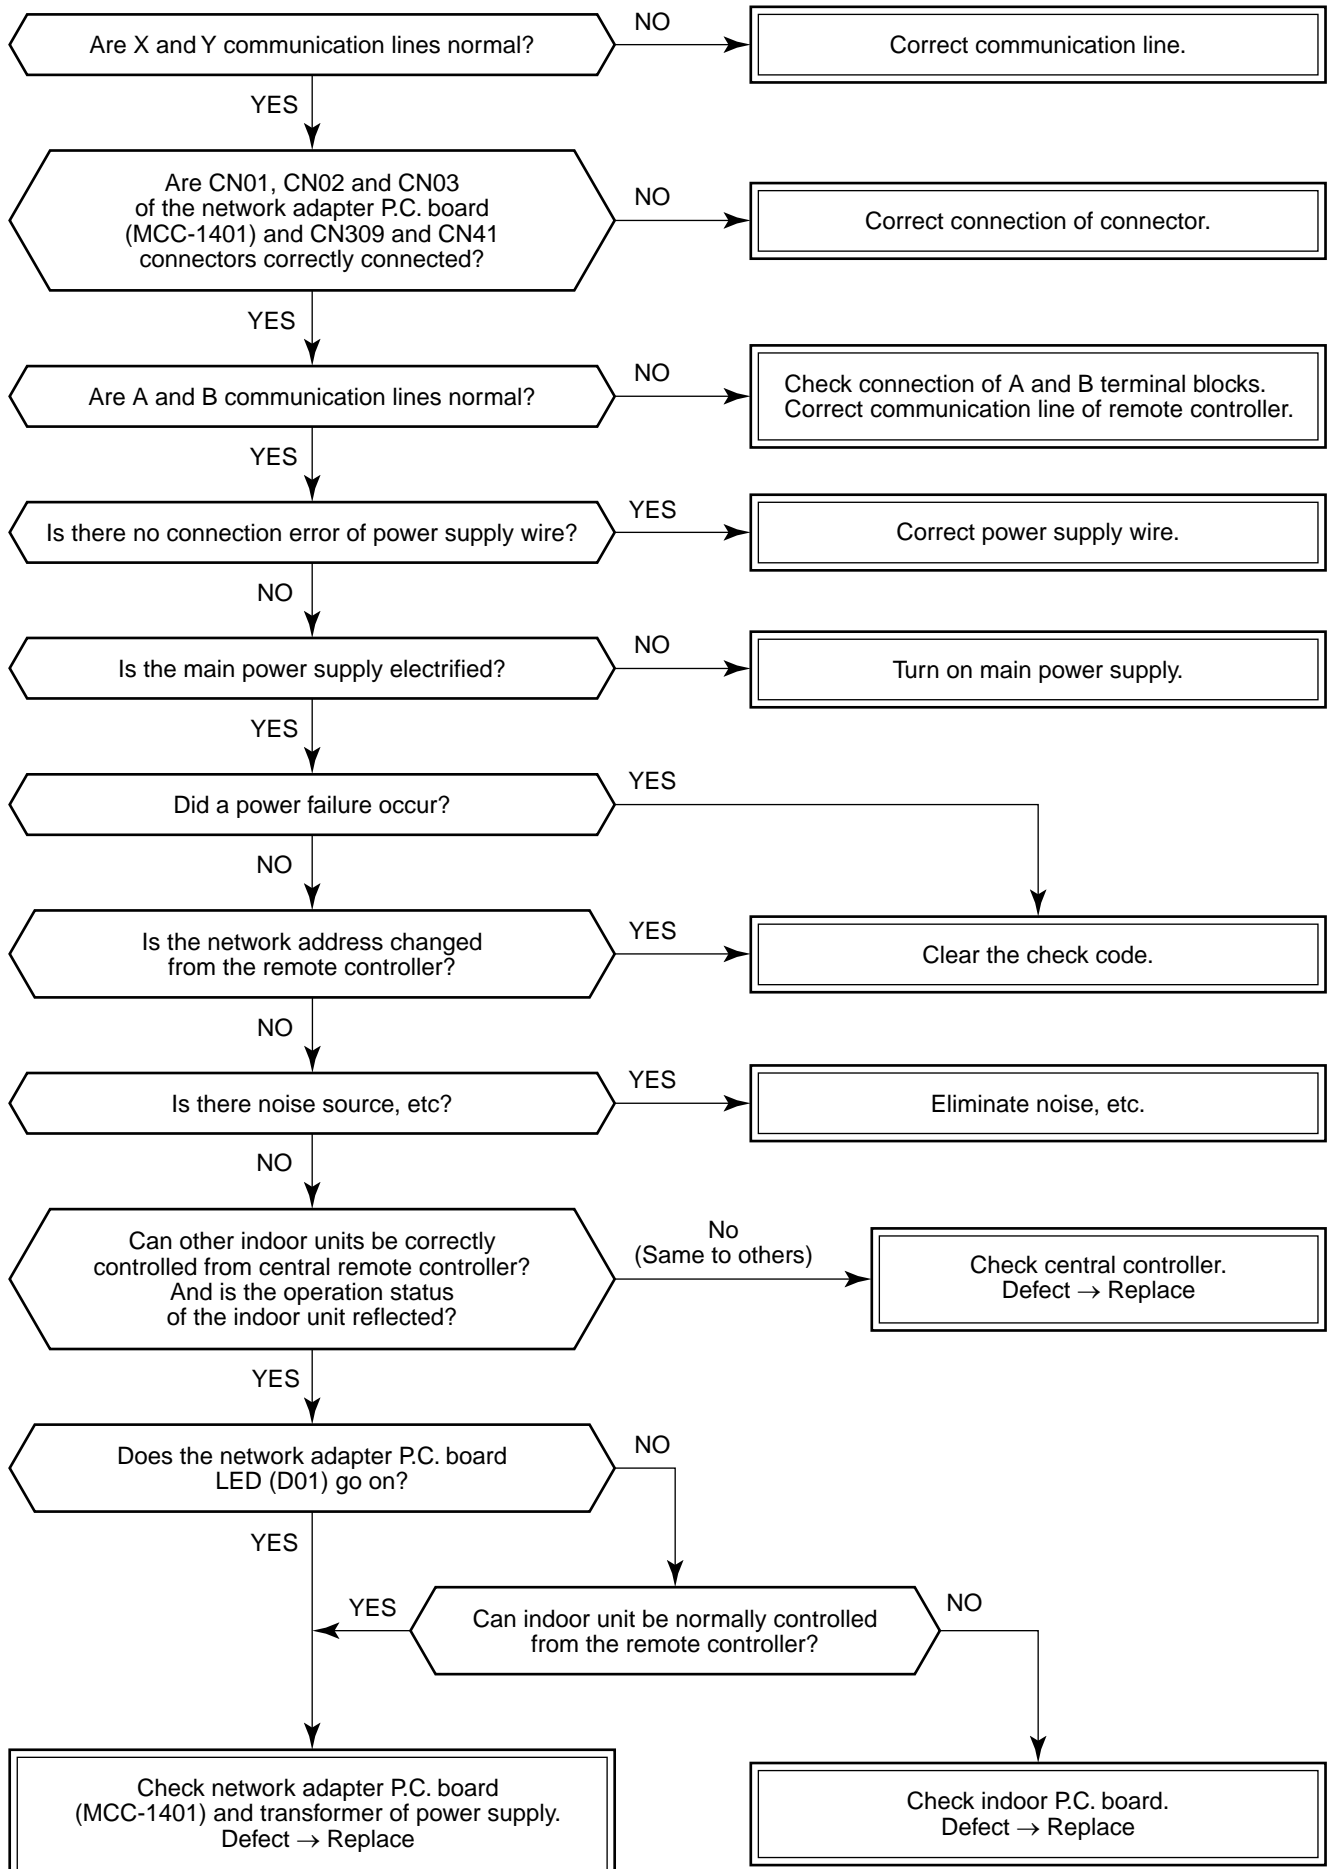 Are X and Y communication lines normal?
NO
Correct communication line.
YES
Are CN01, CN02 and CN03
of the network adapter P.C. board
(MCC-1401) and CN309 and CN41
connectors correctly connected?
NO
Correct connection of connector.
YES
Are A and B communication lines normal?
NO
Check connection of A and B terminal blocks.
Correct communication line of remote controller.
YES
Is there no connection error of power supply wire?
YES
Correct power supply wire.
NO
Is the main power supply electrified?
NO
Turn on main power supply.
YES
Did a power failure occur?
YES
NO
Is the network address changed
from the remote controller?
YES
Clear the check code.
NO
Is there noise source, etc?
YES
Eliminate noise, etc.
NO
Can other indoor units be correctly
controlled from central remote controller?
And is the operation status
of the indoor unit reflected?
No
(Same to others)
Check central controller.
Defect → Replace
YES
Does the network adapter P.C. board
LED (D01) go on?
NO
YES
YES
Can indoor unit be normally controlled
from the remote controller?
NO
Check network adapter P.C. board
(MCC-1401) and transformer of power supply.
Defect → Replace
Check indoor P.C. board.
Defect → Replace